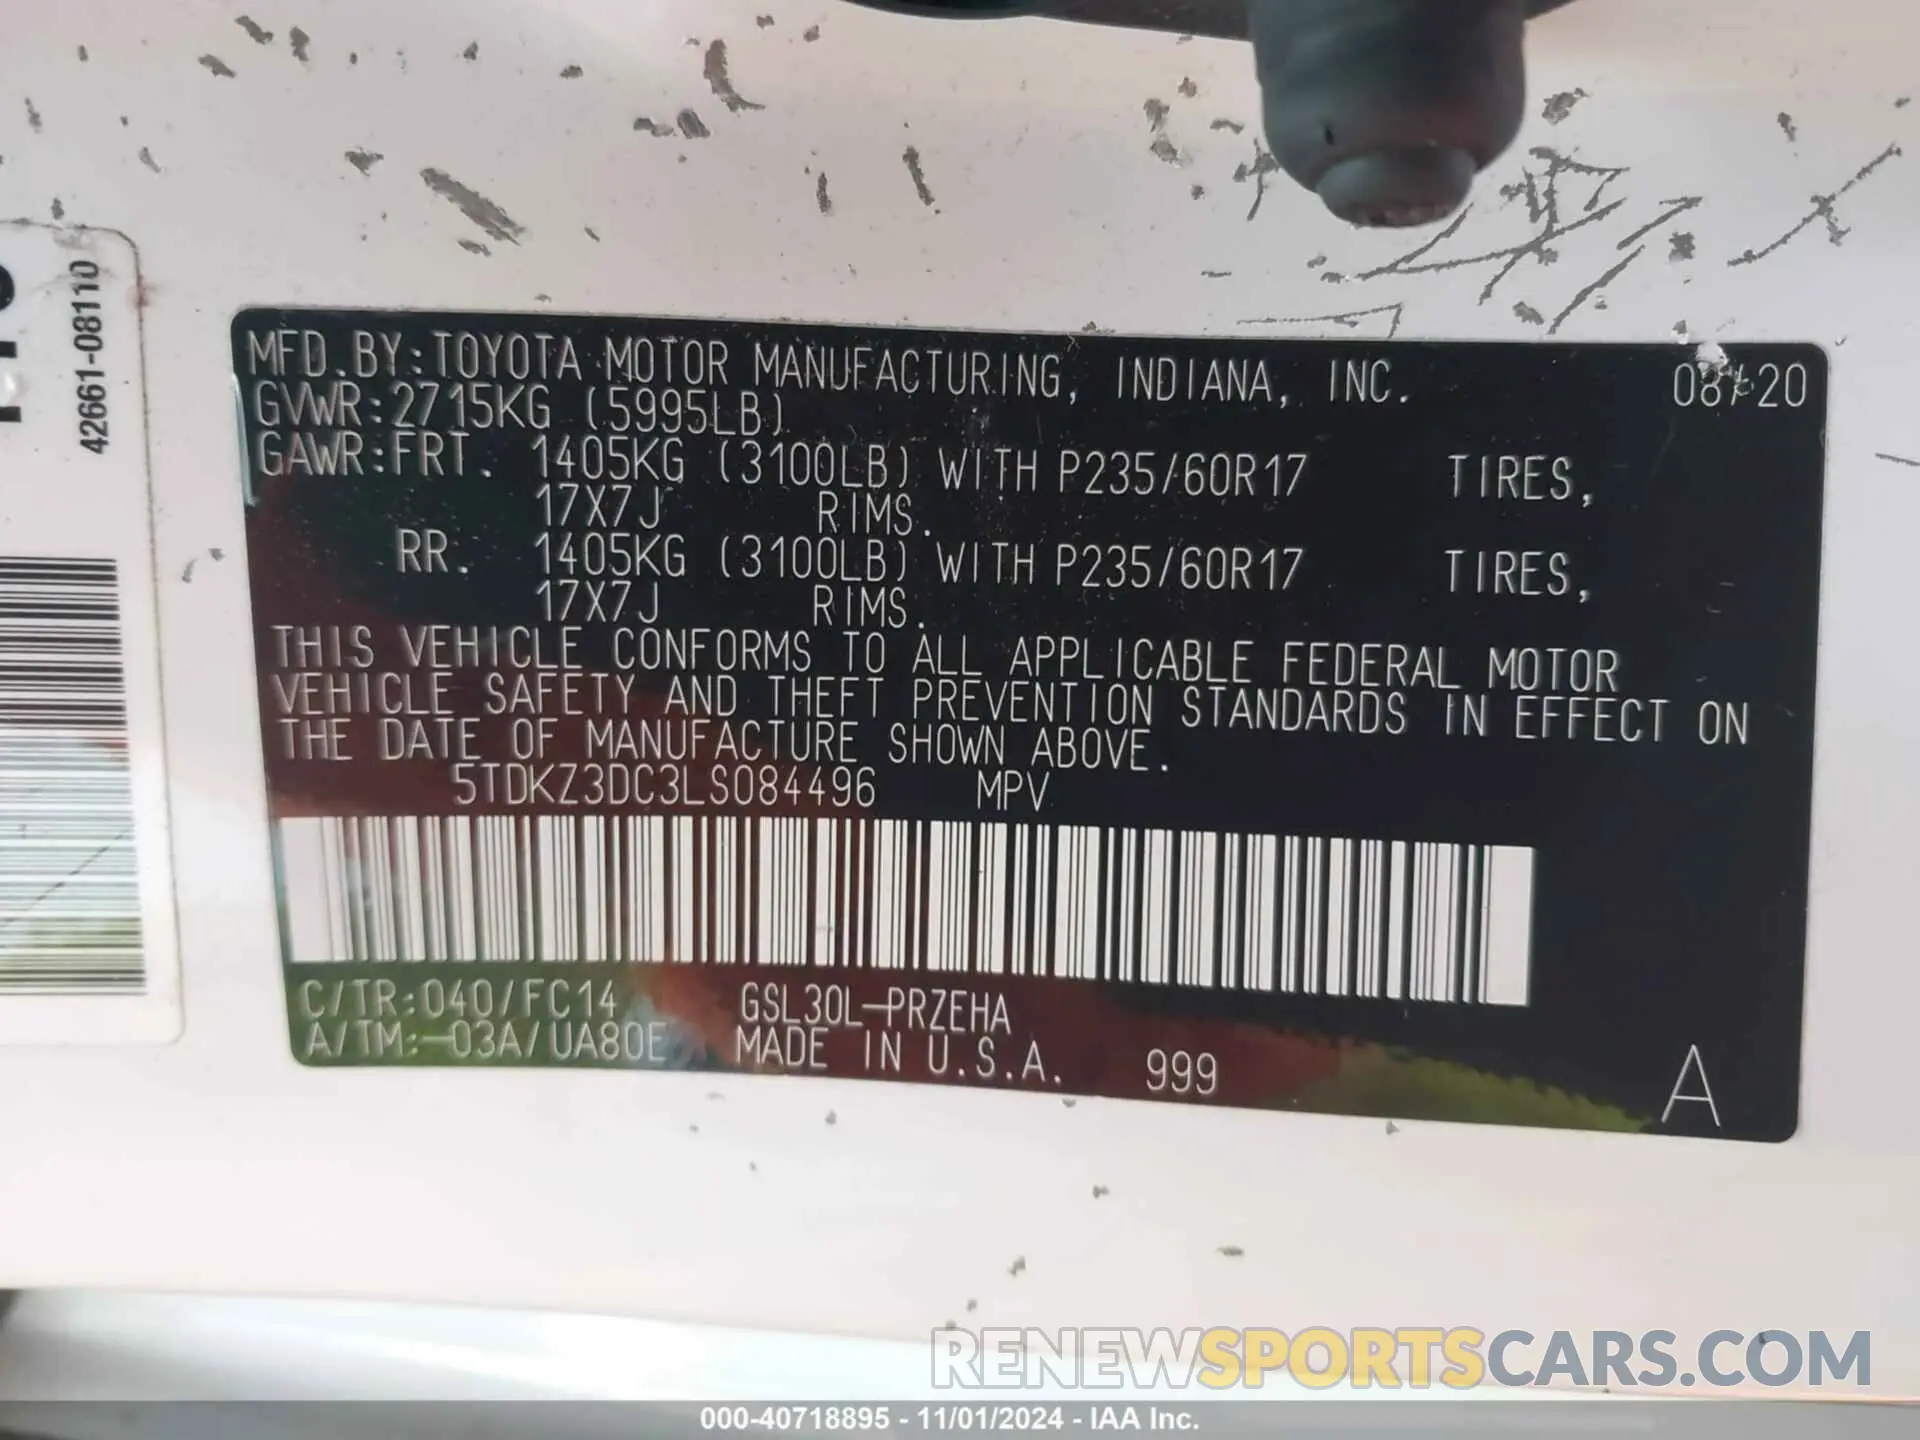 42661-08110
MFD.BY:TOYOTA MOTOR MANUFACTURING, INDIANA, INC. 08/20
GVWR:2715KG (5995LB)
GAWR:FRT. 1405KG (3100LB) WITH P235/60R17 TIRES,
17X7J RIMS.
RR. 1405KG (3100LB) WITH P235/60R17 TIRES,
17X7J RIMS.
THIS VEHICLE CONFORMS TO ALL APPLICABLE FEDERAL MOTOR
VEHICLE SAFETY AND THEFT PREVENTION STANDARDS IN EFFECT ON
THE DATE OF MANUFACTURE SHOWN ABOVE.
5TDKZ3DC3LS084496 MPV
C/TR:040/FC14 GSL30L-PRZEHA
A/TM:-03A/UA80E MADE IN U.S.A. 999 A
RENEWSPORTSCARS.COM
000-40718895 - 11/01/2024 - IAA Inc.